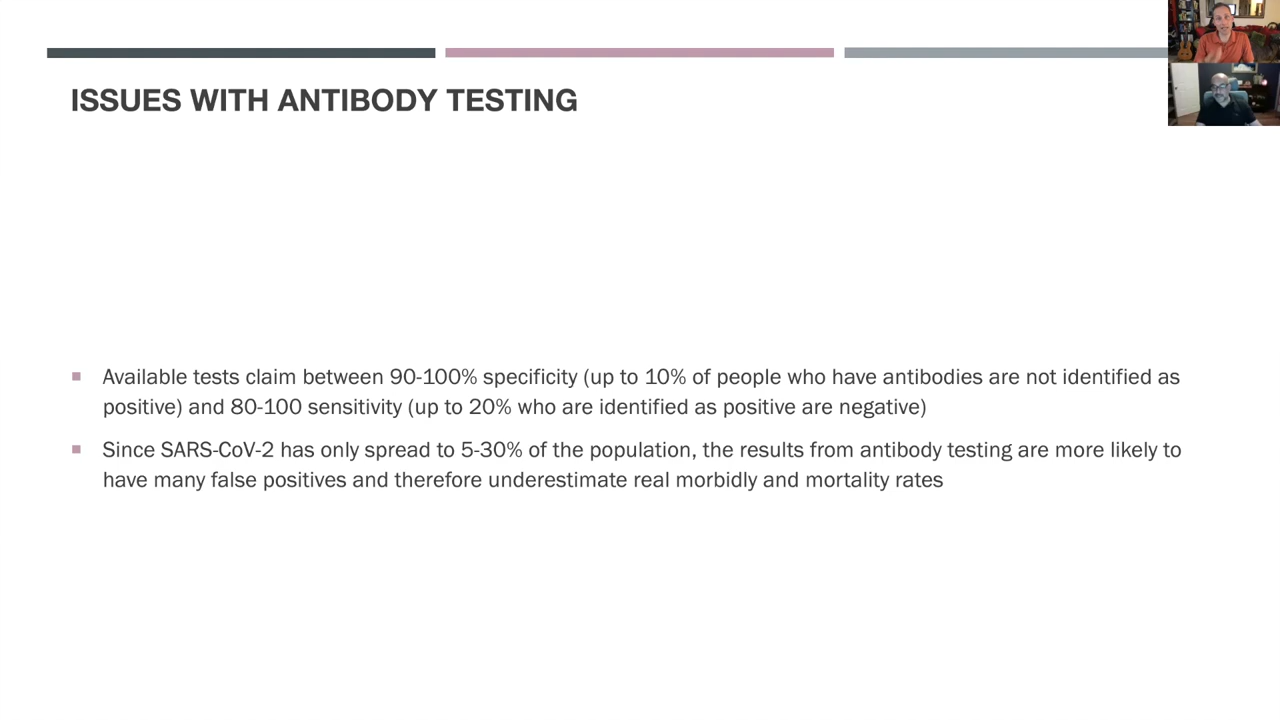 ISSUES WITH ANTIBODY TESTING
Available tests claim between 90-100% specificity (up to 10% of people who have antibodies are not identified as
positive) and 80-100 sensitivity (up to 20% who are identified as positive are negative)
Since SARS-CoV-2 has only spread to 5-30% of the population, the results from antibody testing are more likely to
have many false positives and therefore underestimate real morbidly and mortality rates